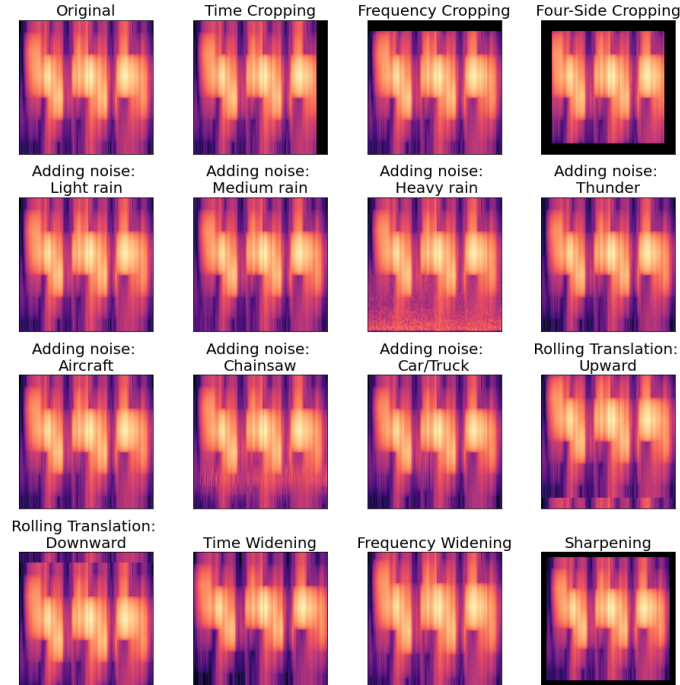 Original
Time Cropping
Frequency Cropping
Four-Side Cropping
Adding noise:
Light rain
Adding noise:
Medium rain
Adding noise:
Heavy rain
Adding noise:
Thunder
Adding noise:
Aircraft
Adding noise:
Chainsaw
Adding noise:
Car/Truck
Rolling Translation:
Upward
Rolling Translation:
Downward
Time Widening
Frequency Widening
Sharpening